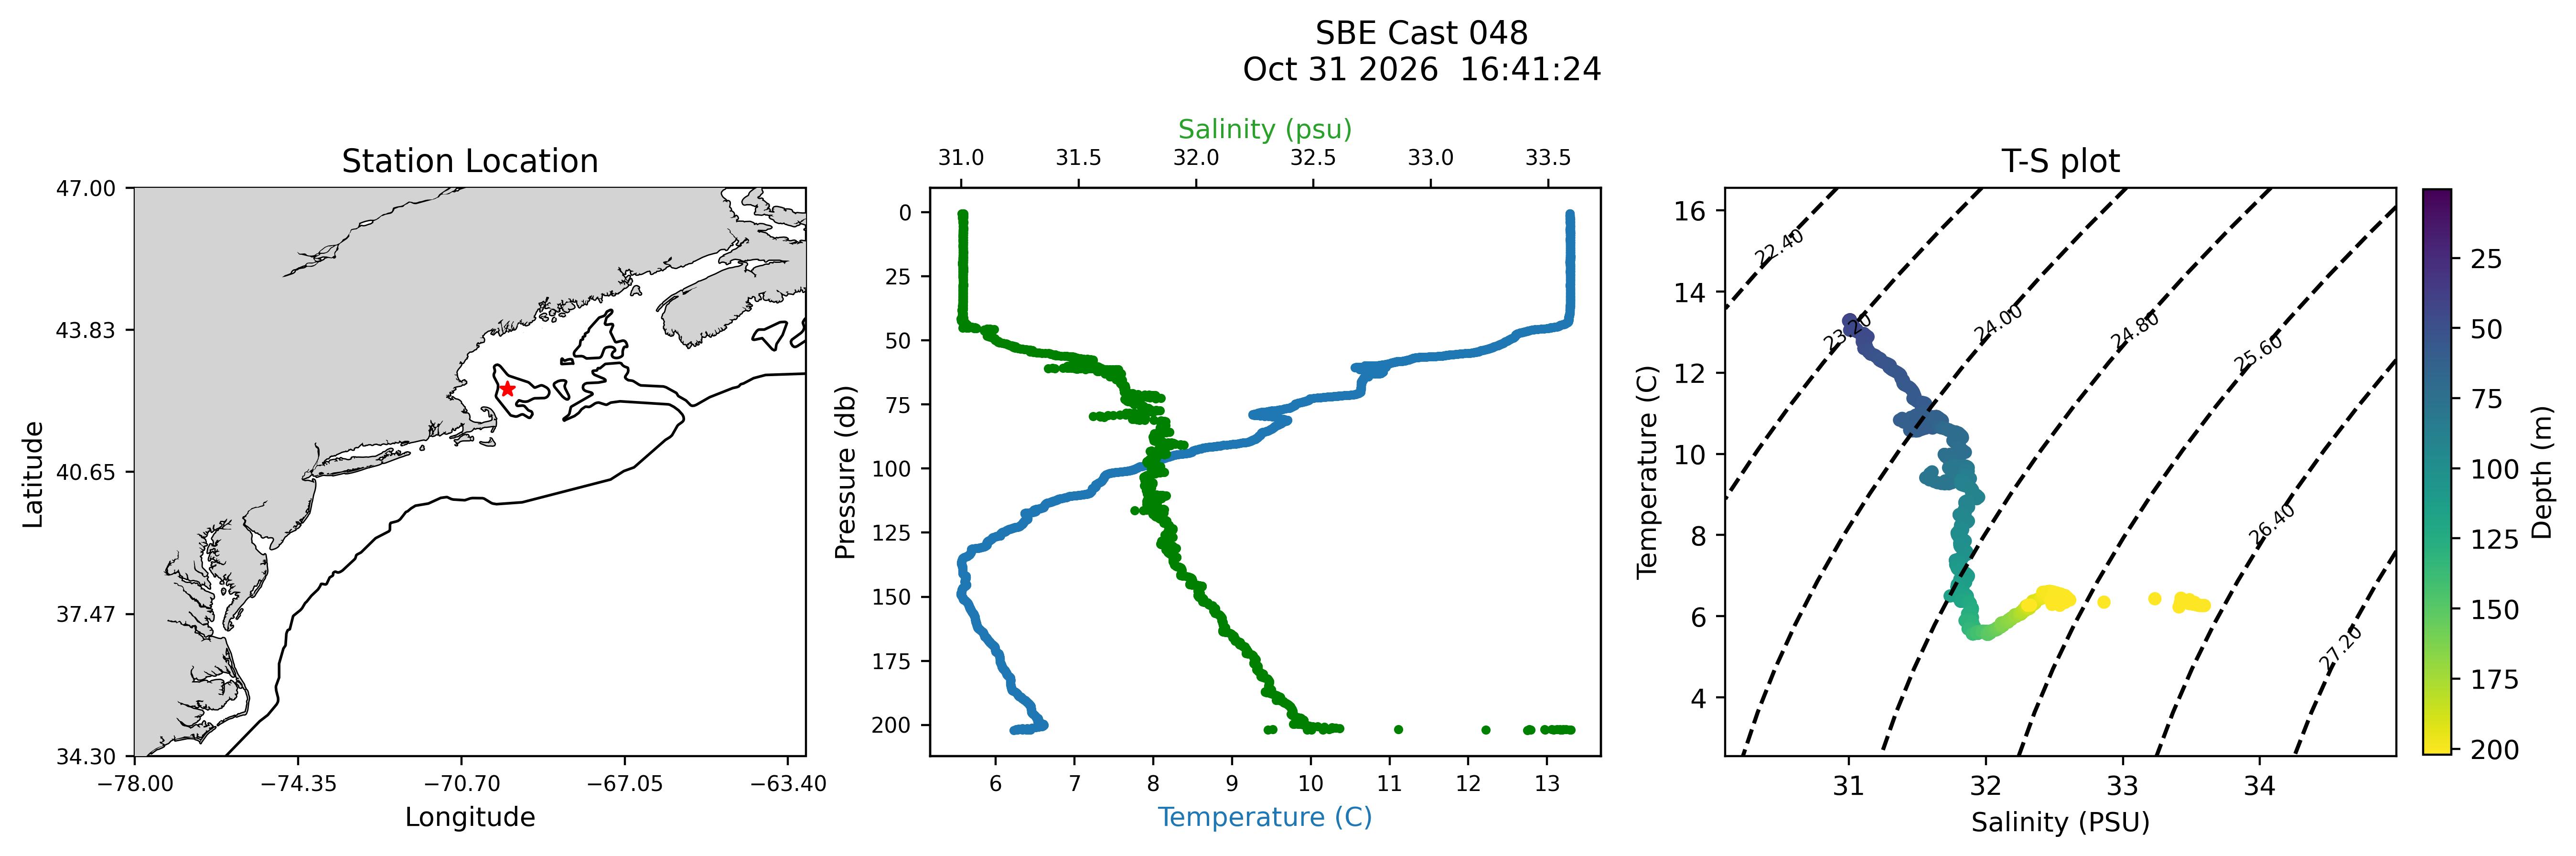 SBE Cast 048
Oct 31 2026  16:41:24
Station Location
47.00
43.83
40.65
37.47
34.30
Latitude
−78.00 −74.35 −70.70 −67.05 −63.40
Longitude
Salinity (psu)
31.0 31.5 32.0 32.5 33.0 33.5
0
25
50
75
100
125
150
175
200
Pressure (db)
6 7 8 9 10 11 12 13
Temperature (C)
T-S plot
16
14
12
10
8
6
4
Temperature (C)
22.40
23.20
24.00
24.80
25.60
26.40
27.20
31 32 33 34
Salinity (PSU)
25
50
75
100
125
150
175
200
Depth (m)